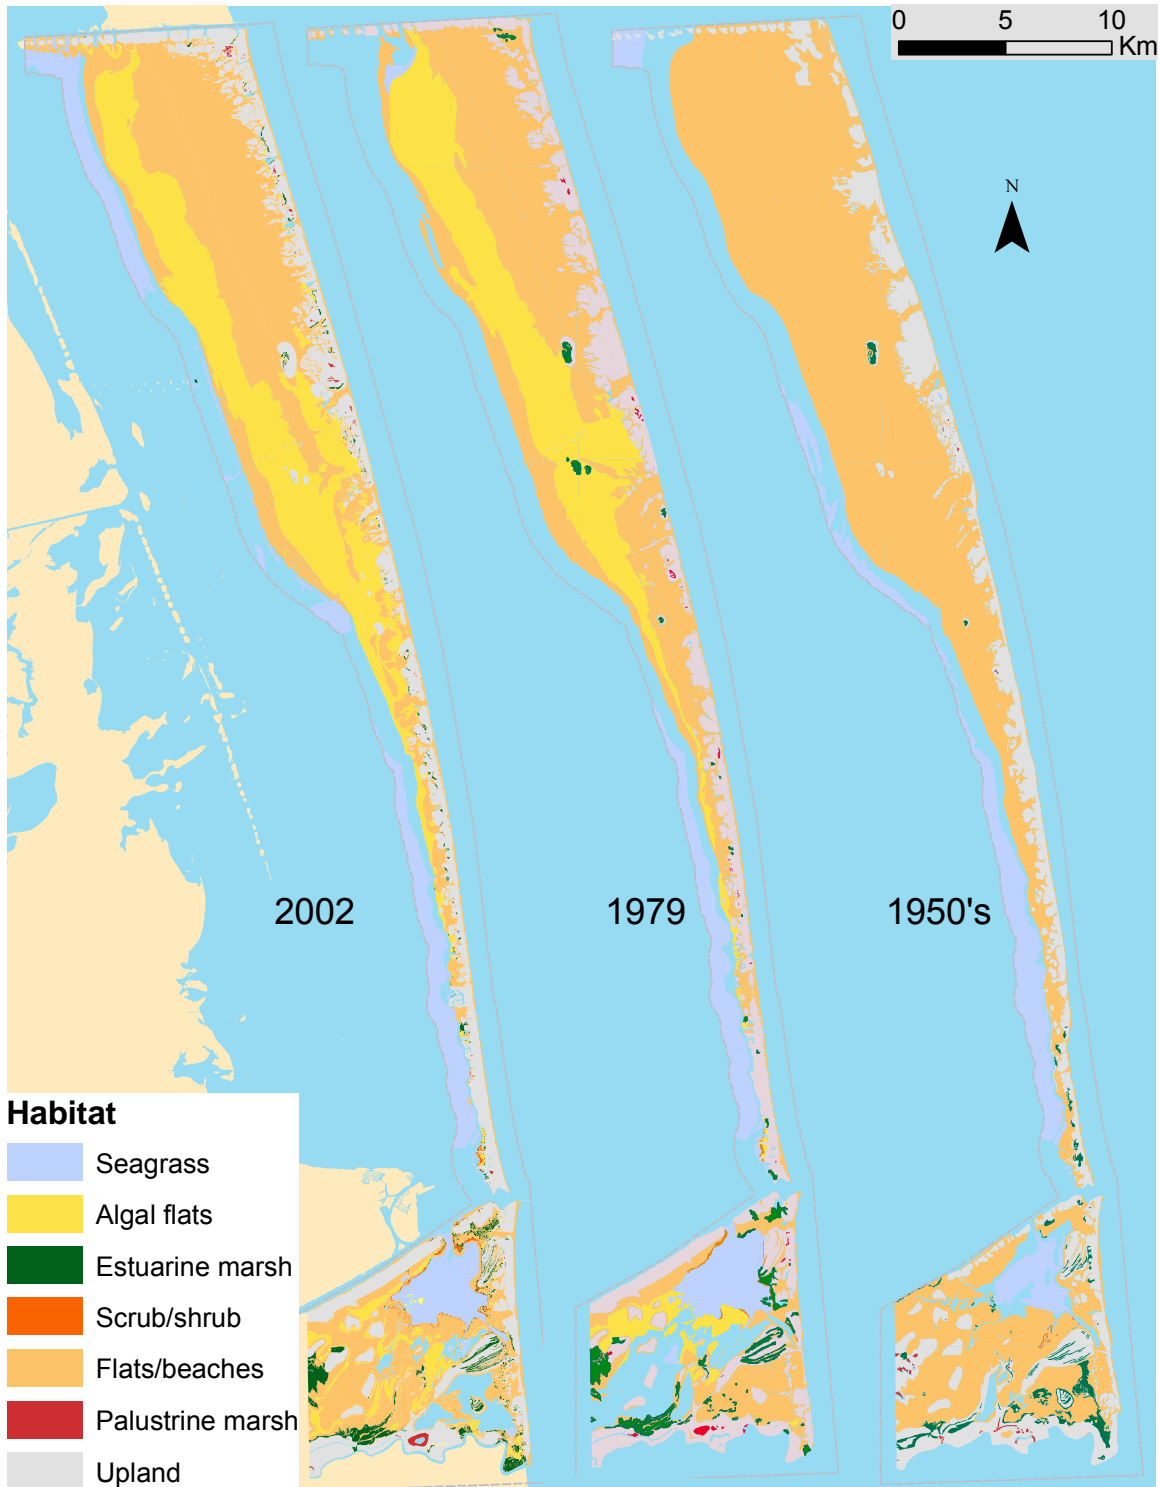 0 5 10
Km
N
2002 1979 1950's
Habitat
Seagrass
Algal flats
Estuarine marsh
Scrub/shrub
Flats/beaches
Palustrine marsh
Upland